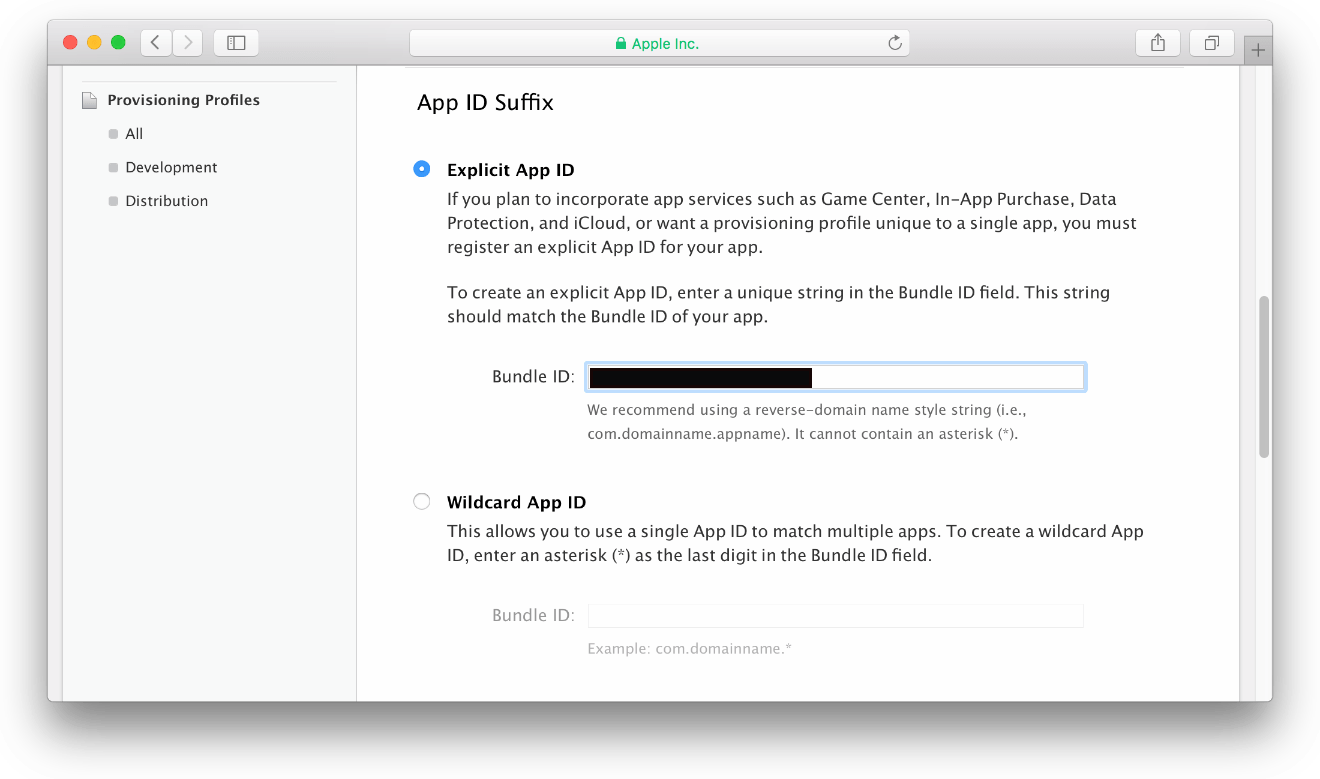 Apple Inc.
Provisioning Profiles
All
Development
Distribution
App ID Suffix
Explicit App ID
If you plan to incorporate app services such as Game Center, In-App Purchase, Data
Protection, and iCloud, or want a provisioning profile unique to a single app, you must
register an explicit App ID for your app.
To create an explicit App ID, enter a unique string in the Bundle ID field. This string
should match the Bundle ID of your app.
Bundle ID:
We recommend using a reverse-domain name style string (i.e.,
com.domainname.appname). It cannot contain an asterisk (*).
Wildcard App ID
This allows you to use a single App ID to match multiple apps. To create a wildcard App
ID, enter an asterisk (*) as the last digit in the Bundle ID field.
Bundle ID:
Example: com.domainname.*